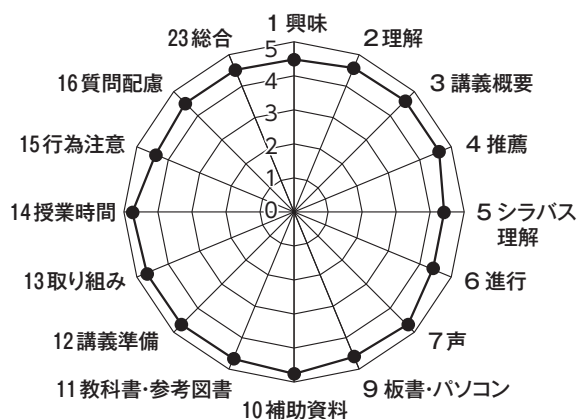 1 興味
2 理解
3 講義概要
4 推薦
5 シラバス
理解
6 進行
7 声
9 板書・パソコン
10 補助資料
11 教科書・参考図書
12 講義準備
13 取り組み
14 授業時間
15 行為注意
16 質問配慮
23 総合
5
4
3
2
1
0